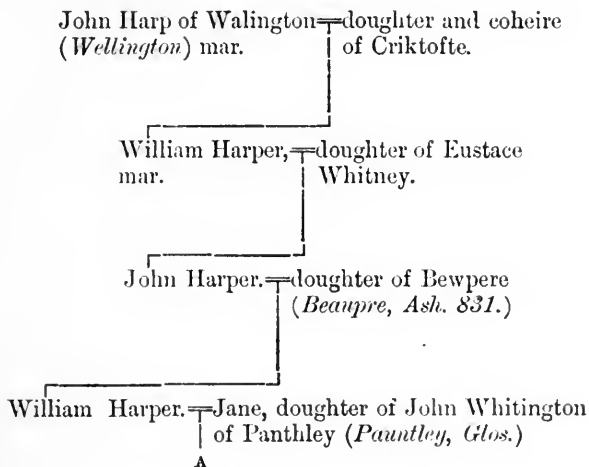 John Harp of Walington doughter and coheire
(Wellington) mar. of Criktofte.
William Harper, doughter of Eustace
mar. Whitney.
John Harper. doughter of Bewpere
(Beaupre, Ash. 831.)
William Harper. Jane, doughter of John Whitington
of Panthley (Pauntley, Glos.)
A